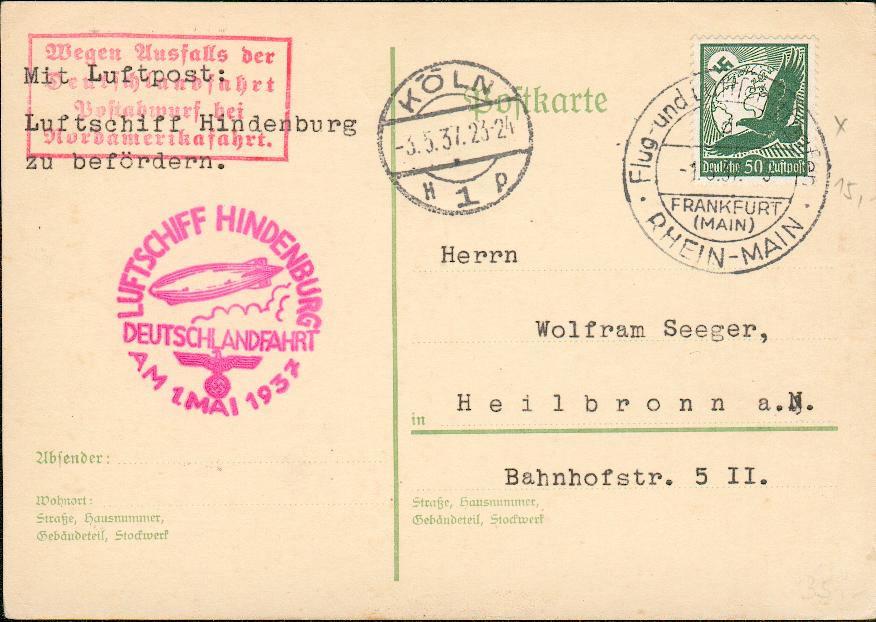 Wegen Ausfalls der
Deutschlandfahrt
Postabwurf bei
Nordamerikafahrt.
Mit Luftpost:
Luftschiff Hindenburg
zu befördern.
KÖLN
-3.5.37.23-24
H 1 p
Postkarte
Flug- und
FRANKFURT
(MAIN)
RHEIN-MAIN
Deutsche 50 Luftpost
x
15,-
LUFTSCHIFF HINDENBURG
DEUTSCHLANDFAHRT
AM 1.MAI 1937
Herrn
Wolfram Seeger,
in Heilbronn a.N.
Bahnhofstr. 5 II.
Straße, Hausnummer,
Gebäudeteil, Stockwerk
Absender:
Wohnort:
Straße, Hausnummer,
Gebäudeteil, Stockwerk
35,-